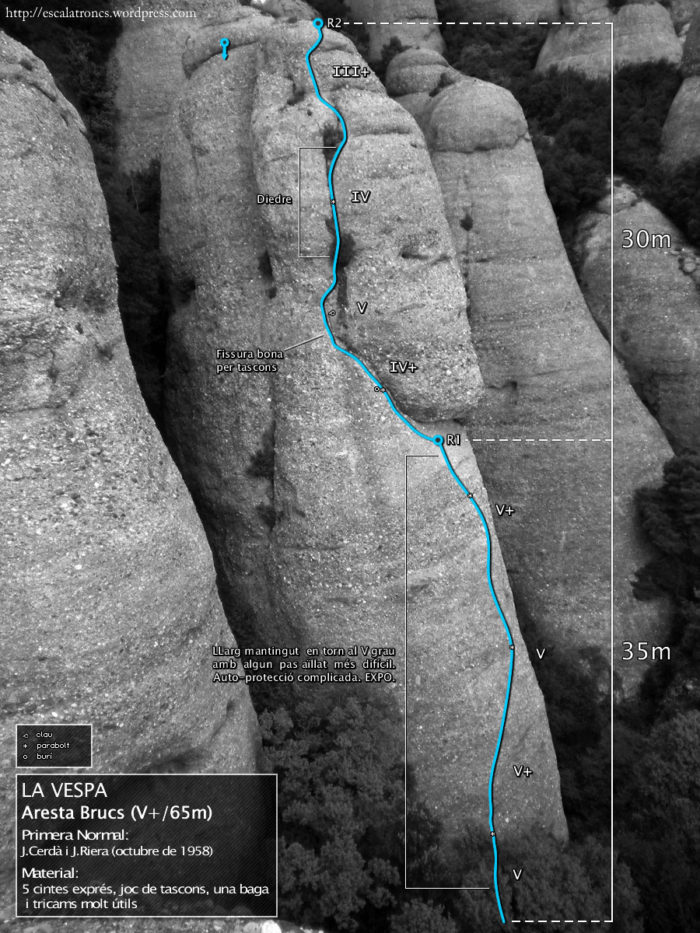 http://escalatroncs.wordpress.com
R2
III+
Diedre
IV
30m
V
Fissura bona
per tascons
IV+
R1
V+
LLarg mantingut en torn al V grau
amb algun pas aïllat més difícil.
Auto-protecció complicada. EXPO.
V
35m
V+
V
clau
parabolt
burí
LA VESPA
Aresta Brucs (V+/65m)
Primera Normal:
J.Cerdà i J.Riera (octubre de 1958)
Material:
5 cintes exprés, joc de tascons, una baga
i tricams molt útils